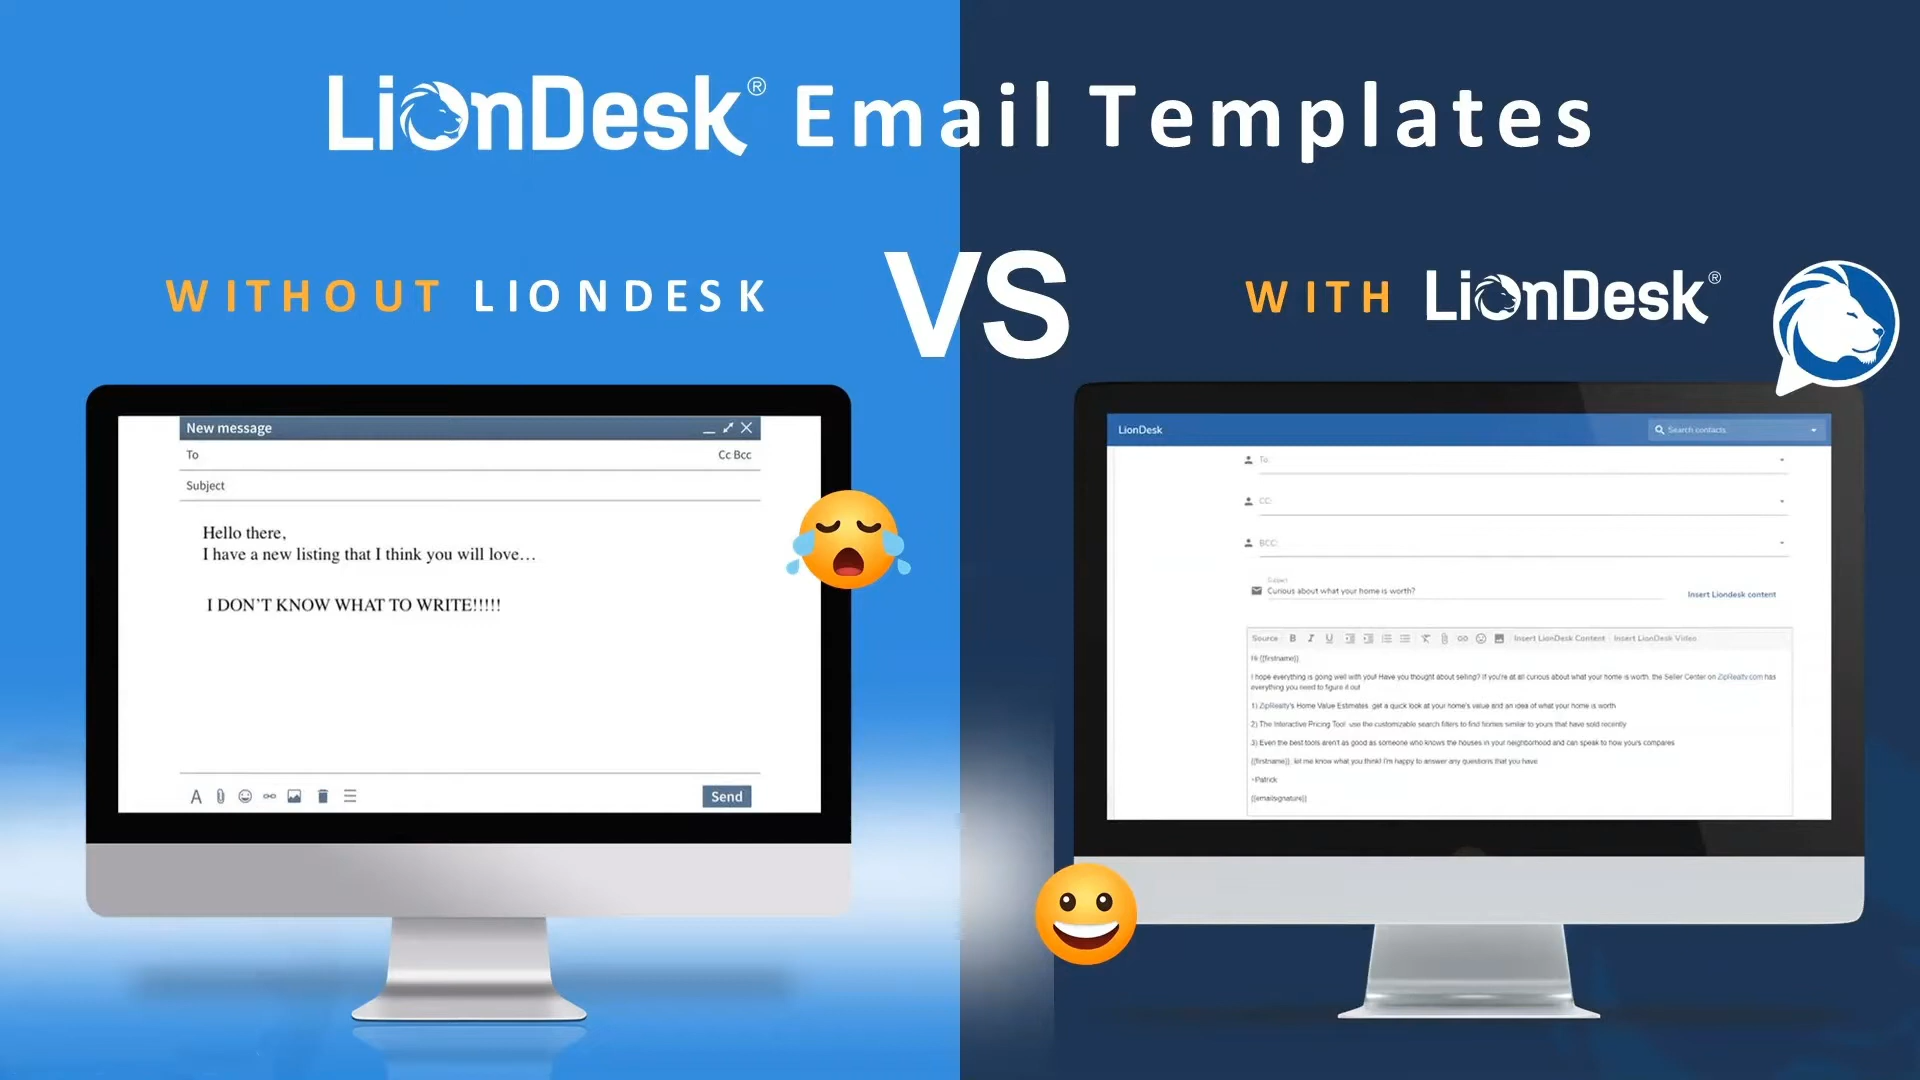 LionDesk® Email Templates
WITHOUT LIONDESK
VS
WITH LionDesk®
New message
To Cc Bcc
Subject
Hello there,
I have a new listing that I think you will love…
I DON'T KNOW WHAT TO WRITE!!!!!
A Send
LionDesk Search contacts
To:
CC:
BCC:
Subject
Curious about what your home is worth?
Insert Liondesk content
Source B I U Insert LionDesk Content Insert LionDesk Video
Hi {{firstname}}
I hope everything is going well with you! Have you thought about selling? If you're at all curious about what your home is worth, the Seller Center on ZipRealty.com has
everything you need to figure it out
1) ZipRealty's Home Value Estimates: get a quick look at your home's value and an idea of what your home is worth
2) The Interactive Pricing Tool: use the customizable search filters to find homes similar to yours that have sold recently
3) Even the best tools aren't as good as someone who knows the houses in your neighborhood and can speak to how yours compares
{{firstname}}, let me know what you think! I'm happy to answer any questions that you have
~Patrick
{{emailsignature}}